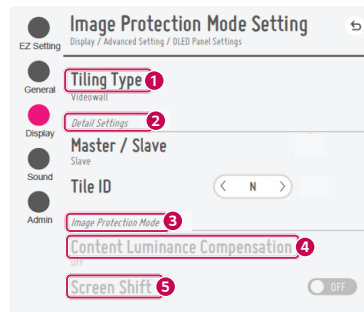 Image Protection Mode Setting
Display / Advanced Setting / OLED Panel Settings
EZ Setting
General
Display
Sound
Admin
Tiling Type 1
Videowall
Detail Settings 2
Master / Slave
Slave
Tile ID
N
Image Protection Mode 3
Content Luminance Compensation 4
Off
Screen Shift 5
OFF